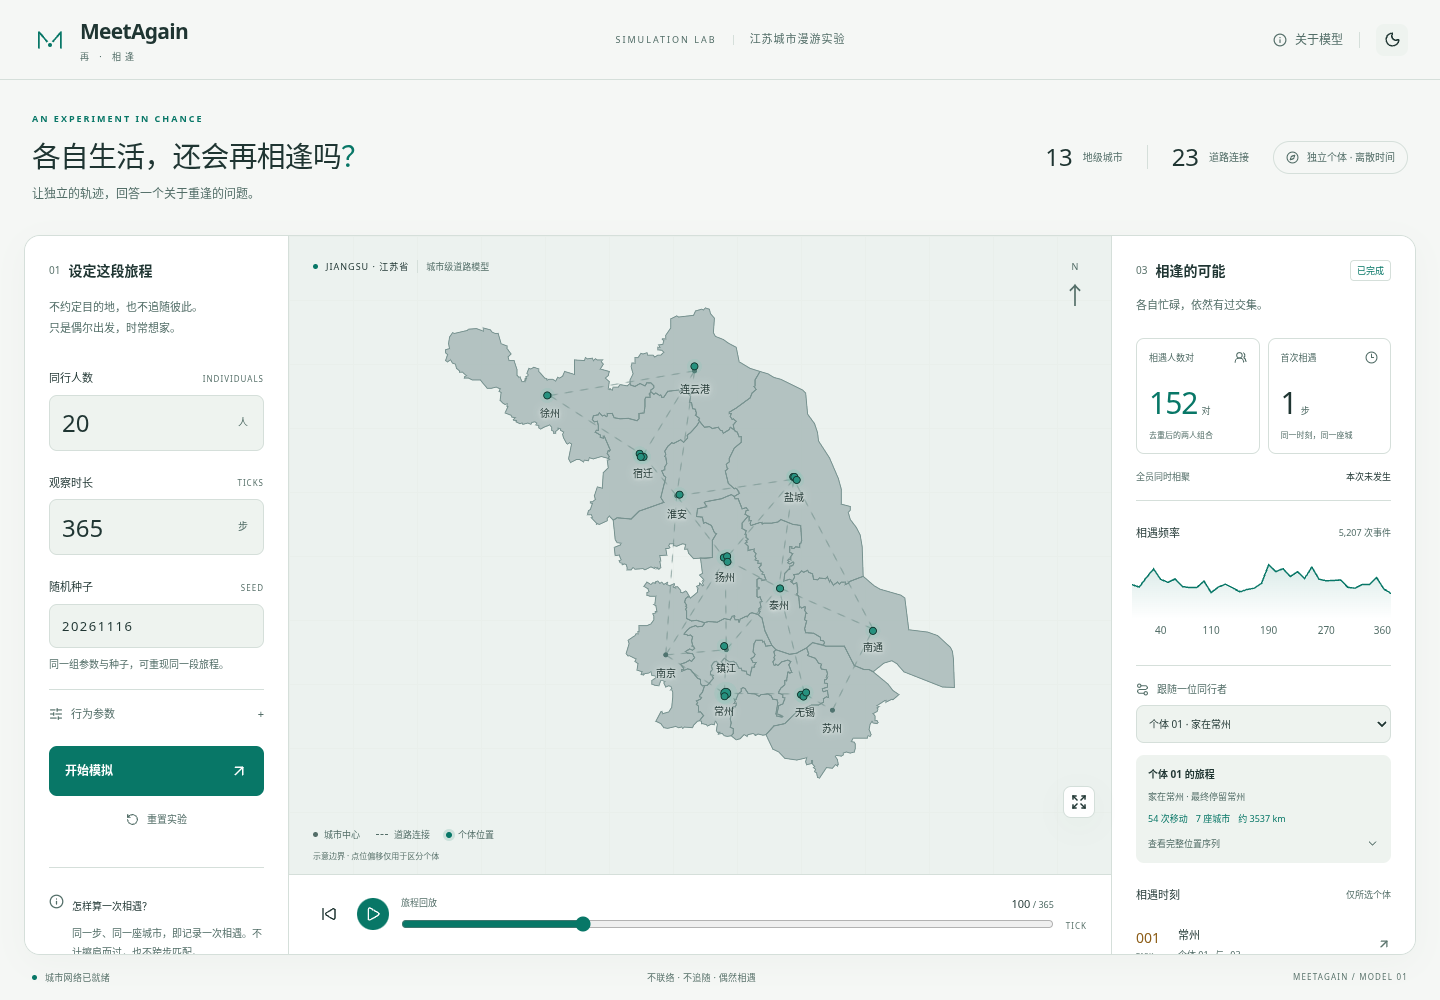 MeetAgain
再 · 相逢
SIMULATION LAB
江苏城市漫游实验
关于模型
AN EXPERIMENT IN CHANCE
各自生活，还会再相逢吗？
让独立的轨迹，回答一个关于重逢的问题。
13 地级城市
23 道路连接
独立个体 · 离散时间
01 设定这段旅程
不约定目的地，也不追随彼此。
只是偶尔出发，时常想家。
同行人数 INDIVIDUALS
20 人
观察时长 TICKS
365 步
随机种子 SEED
20261116
同一组参数与种子，可重现同一段旅程。
行为参数 +
开始模拟
重置实验
怎样算一次相遇？
同一步、同一座城市，即记录一次相遇。不
计擦肩而过，也不跨步匹配。
JIANGSU · 江苏省 城市级道路模型
N
连云港
徐州
宿迁
盐城
淮安
扬州
泰州
南通
镇江
南京
常州
无锡
苏州
城市中心 道路连接 个体位置
示意边界 · 点位偏移仅用于区分个体
旅程回放
100 / 365
TICK
03 相逢的可能 已完成
各自忙碌，依然有过交集。
相遇人数对
152 对
去重后的两人组合
首次相遇
1 步
同一时刻，同一座城
全员同时相聚 本次未发生
相遇频率 5,207 次事件
40 110 190 270 360
跟随一位同行者
个体 01 · 家在常州
个体 01 的旅程
家在常州 · 最终停留常州
54 次移动 7 座城市 约 3537 km
查看完整位置序列
相遇时刻 仅所选个体
001 常州
城市网络已就绪
不联络 · 不追随 · 偶然相遇
MEETAGAIN / MODEL 01